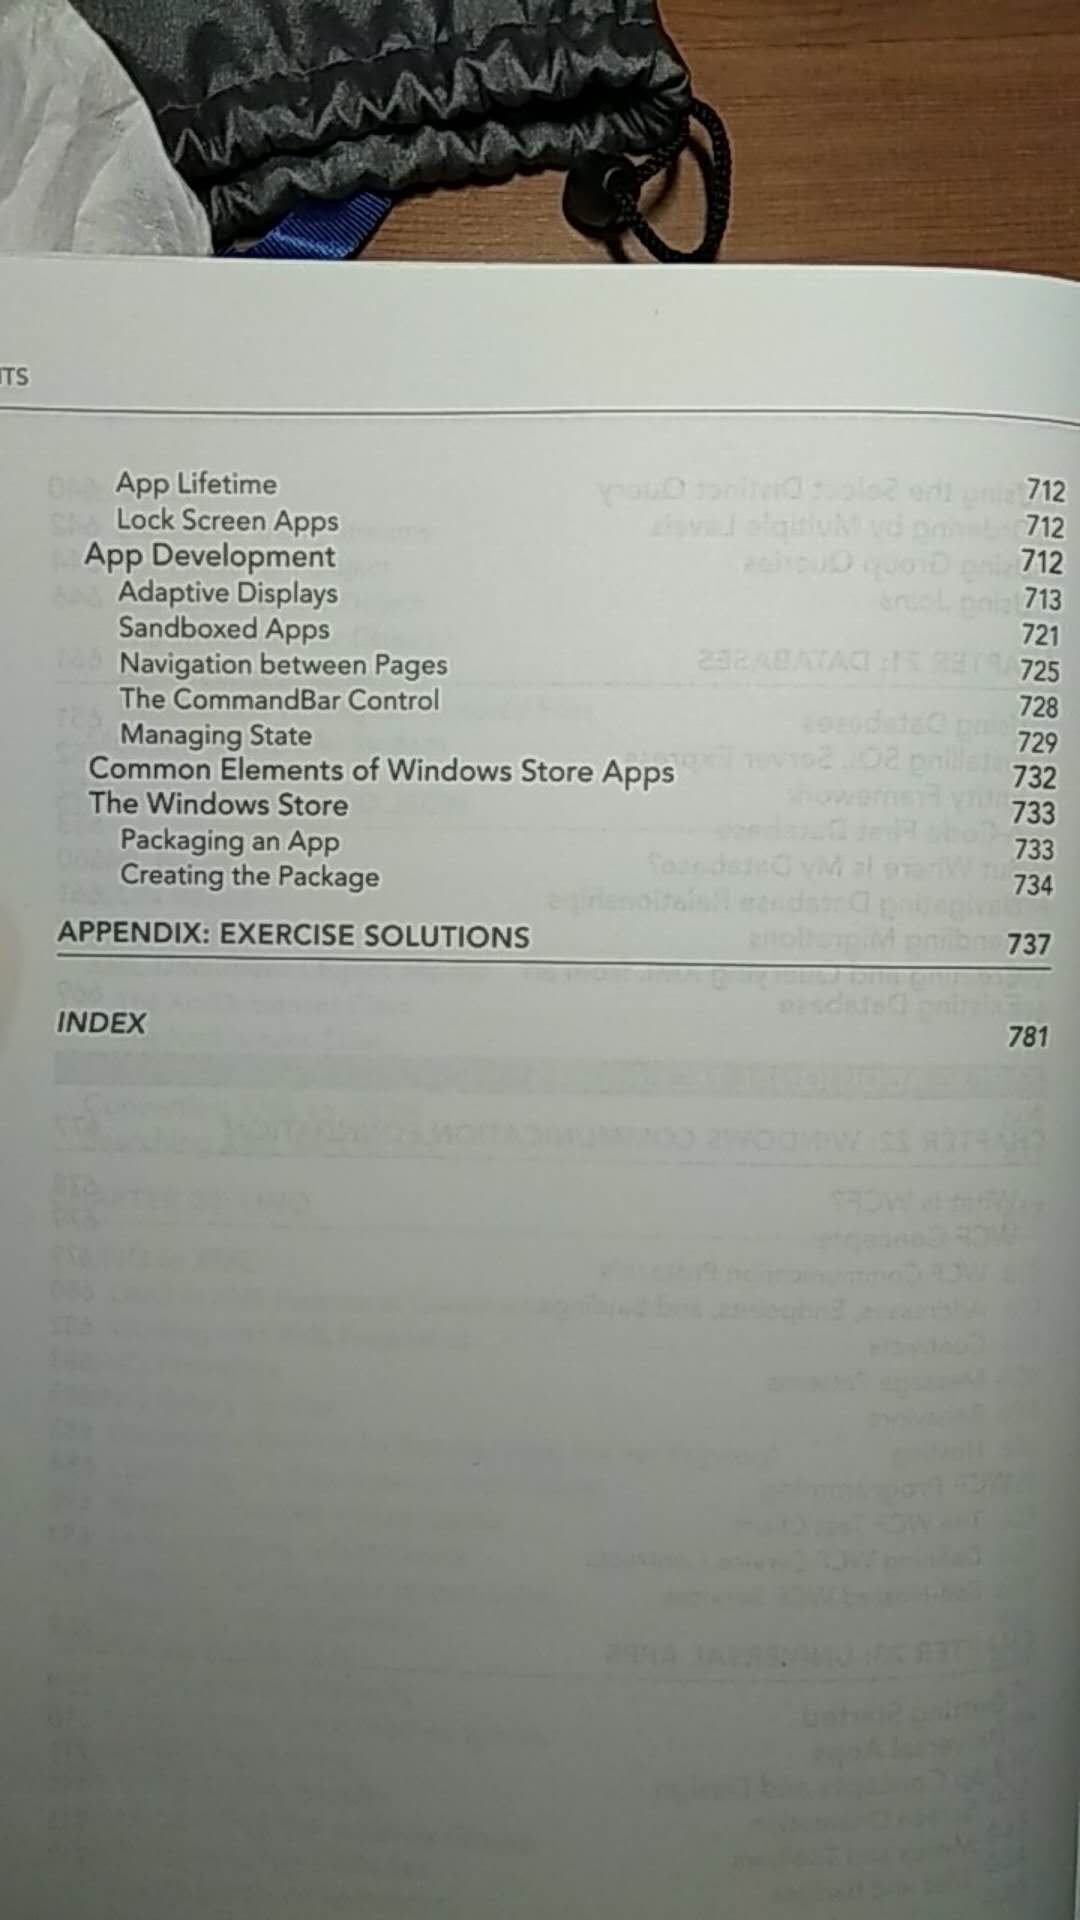 App Lifetime 712
Lock Screen Apps 712
App Development 712
Adaptive Displays 713
Sandboxed Apps 721
Navigation between Pages 725
The CommandBar Control 728
Managing State 729
Common Elements of Windows Store Apps 732
The Windows Store 733
Packaging an App 733
Creating the Package 734
APPENDIX: EXERCISE SOLUTIONS 737
INDEX 781